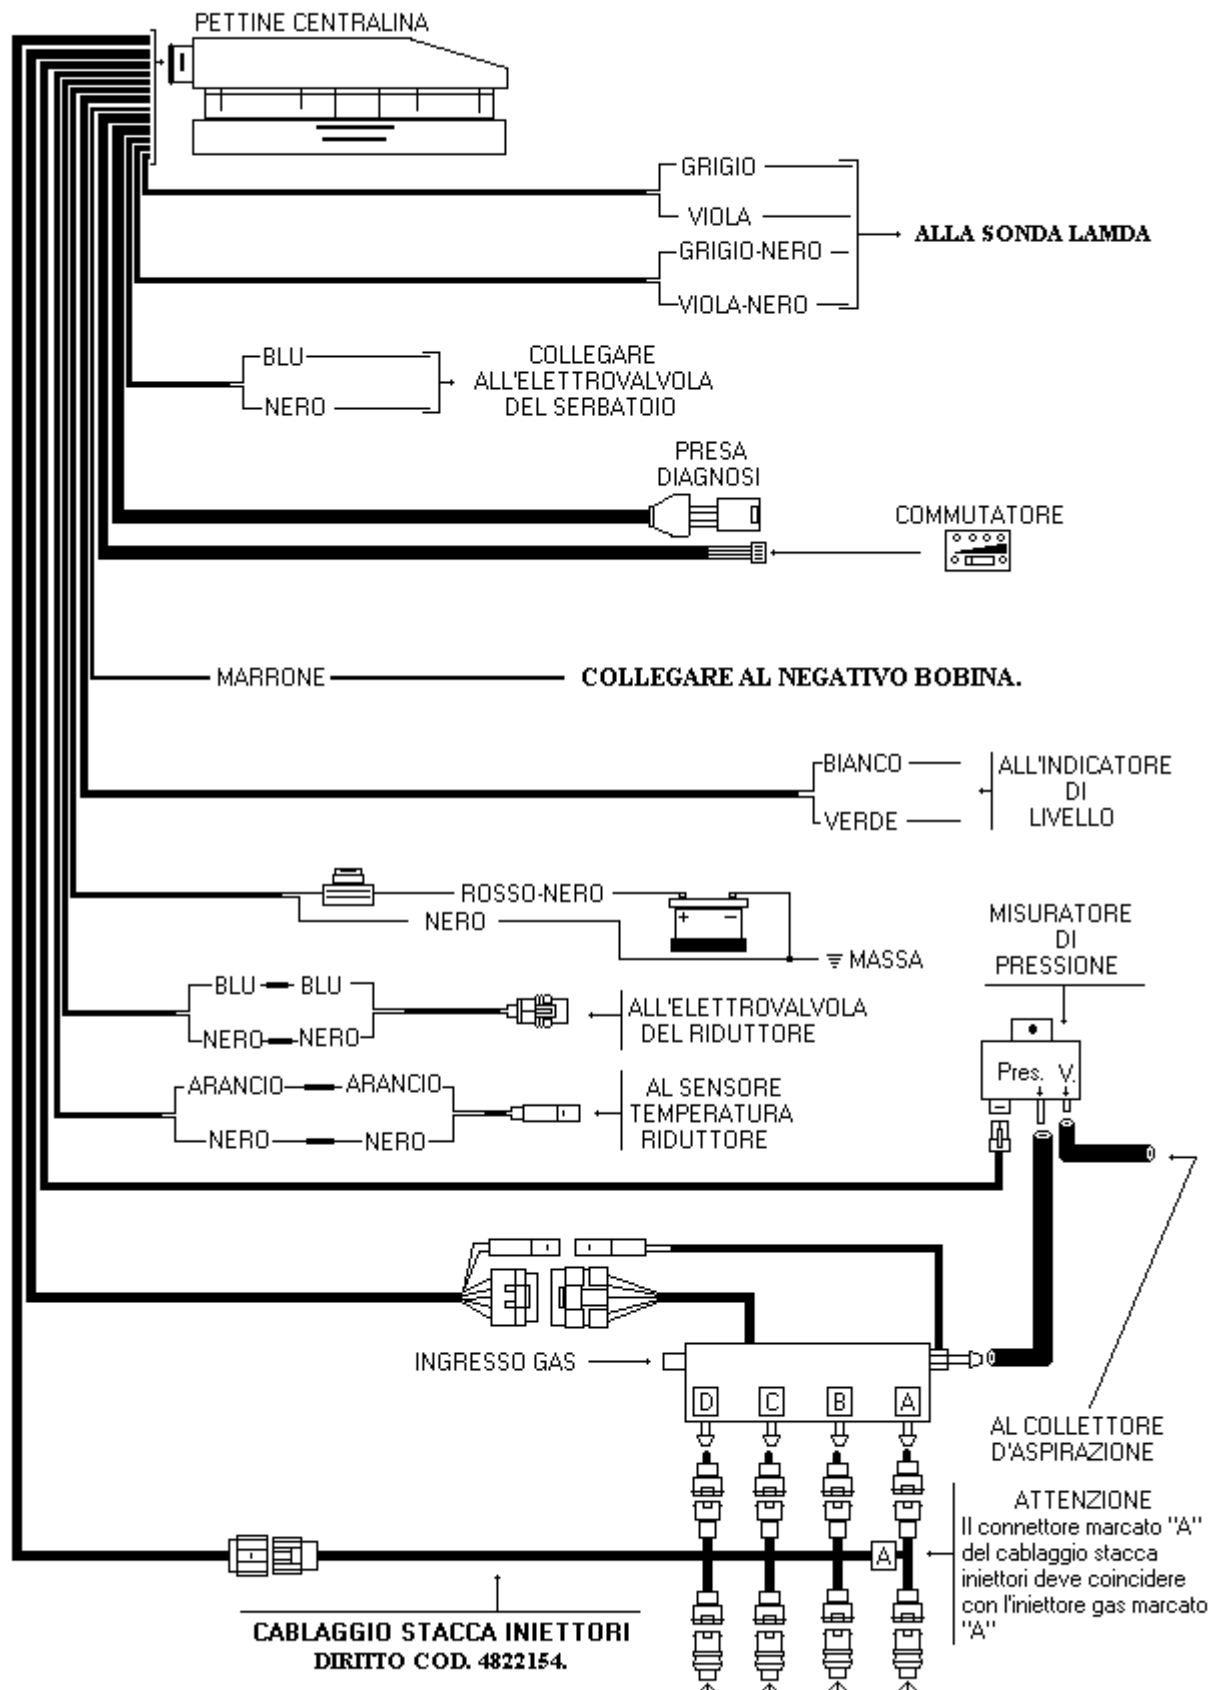 PETTINE CENTRALINA
GRIGIO
VIOLA
ALLA SONDA LAMDA
GRIGIO-NERO
VIOLA-NERO
BLU
NERO
COLLEGARE
ALL'ELETTROVALVOLA
DEL SERBATOIO
PRESA
DIAGNOSI
COMMUTATORE
MARRONE
COLLEGARE AL NEGATIVO BOBINA.
BIANCO
VERDE
ALL'INDICATORE
DI
LIVELLO
ROSSO-NERO
NERO
+ −
MASSA
MISURATORE
DI
PRESSIONE
Pres. V.
BLU BLU
NERO NERO
ALL'ELETTROVALVOLA
DEL RIDUTTORE
ARANCIO ARANCIO
NERO NERO
AL SENSORE
TEMPERATURA
RIDUTTORE
INGRESSO GAS
D C B A
AL COLLETTORE
D'ASPIRAZIONE
A
ATTENZIONE
Il connettore marcato "A"
del cablaggio stacca
iniettori deve coincidere
con l'iniettore gas marcato
"A"
CABLAGGIO STACCA INIETTORI
DIRITTO COD. 4822154.